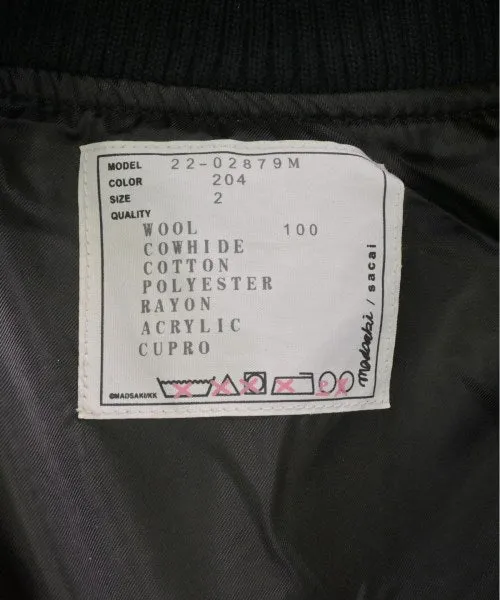 MODEL 22-02879M
COLOR 204
SIZE 2
QUALITY
WOOL 100
COWHIDE
COTTON
POLYESTER
RAYON
ACRYLIC
CUPRO
madsaki / sacai
©MADSAKI/KK